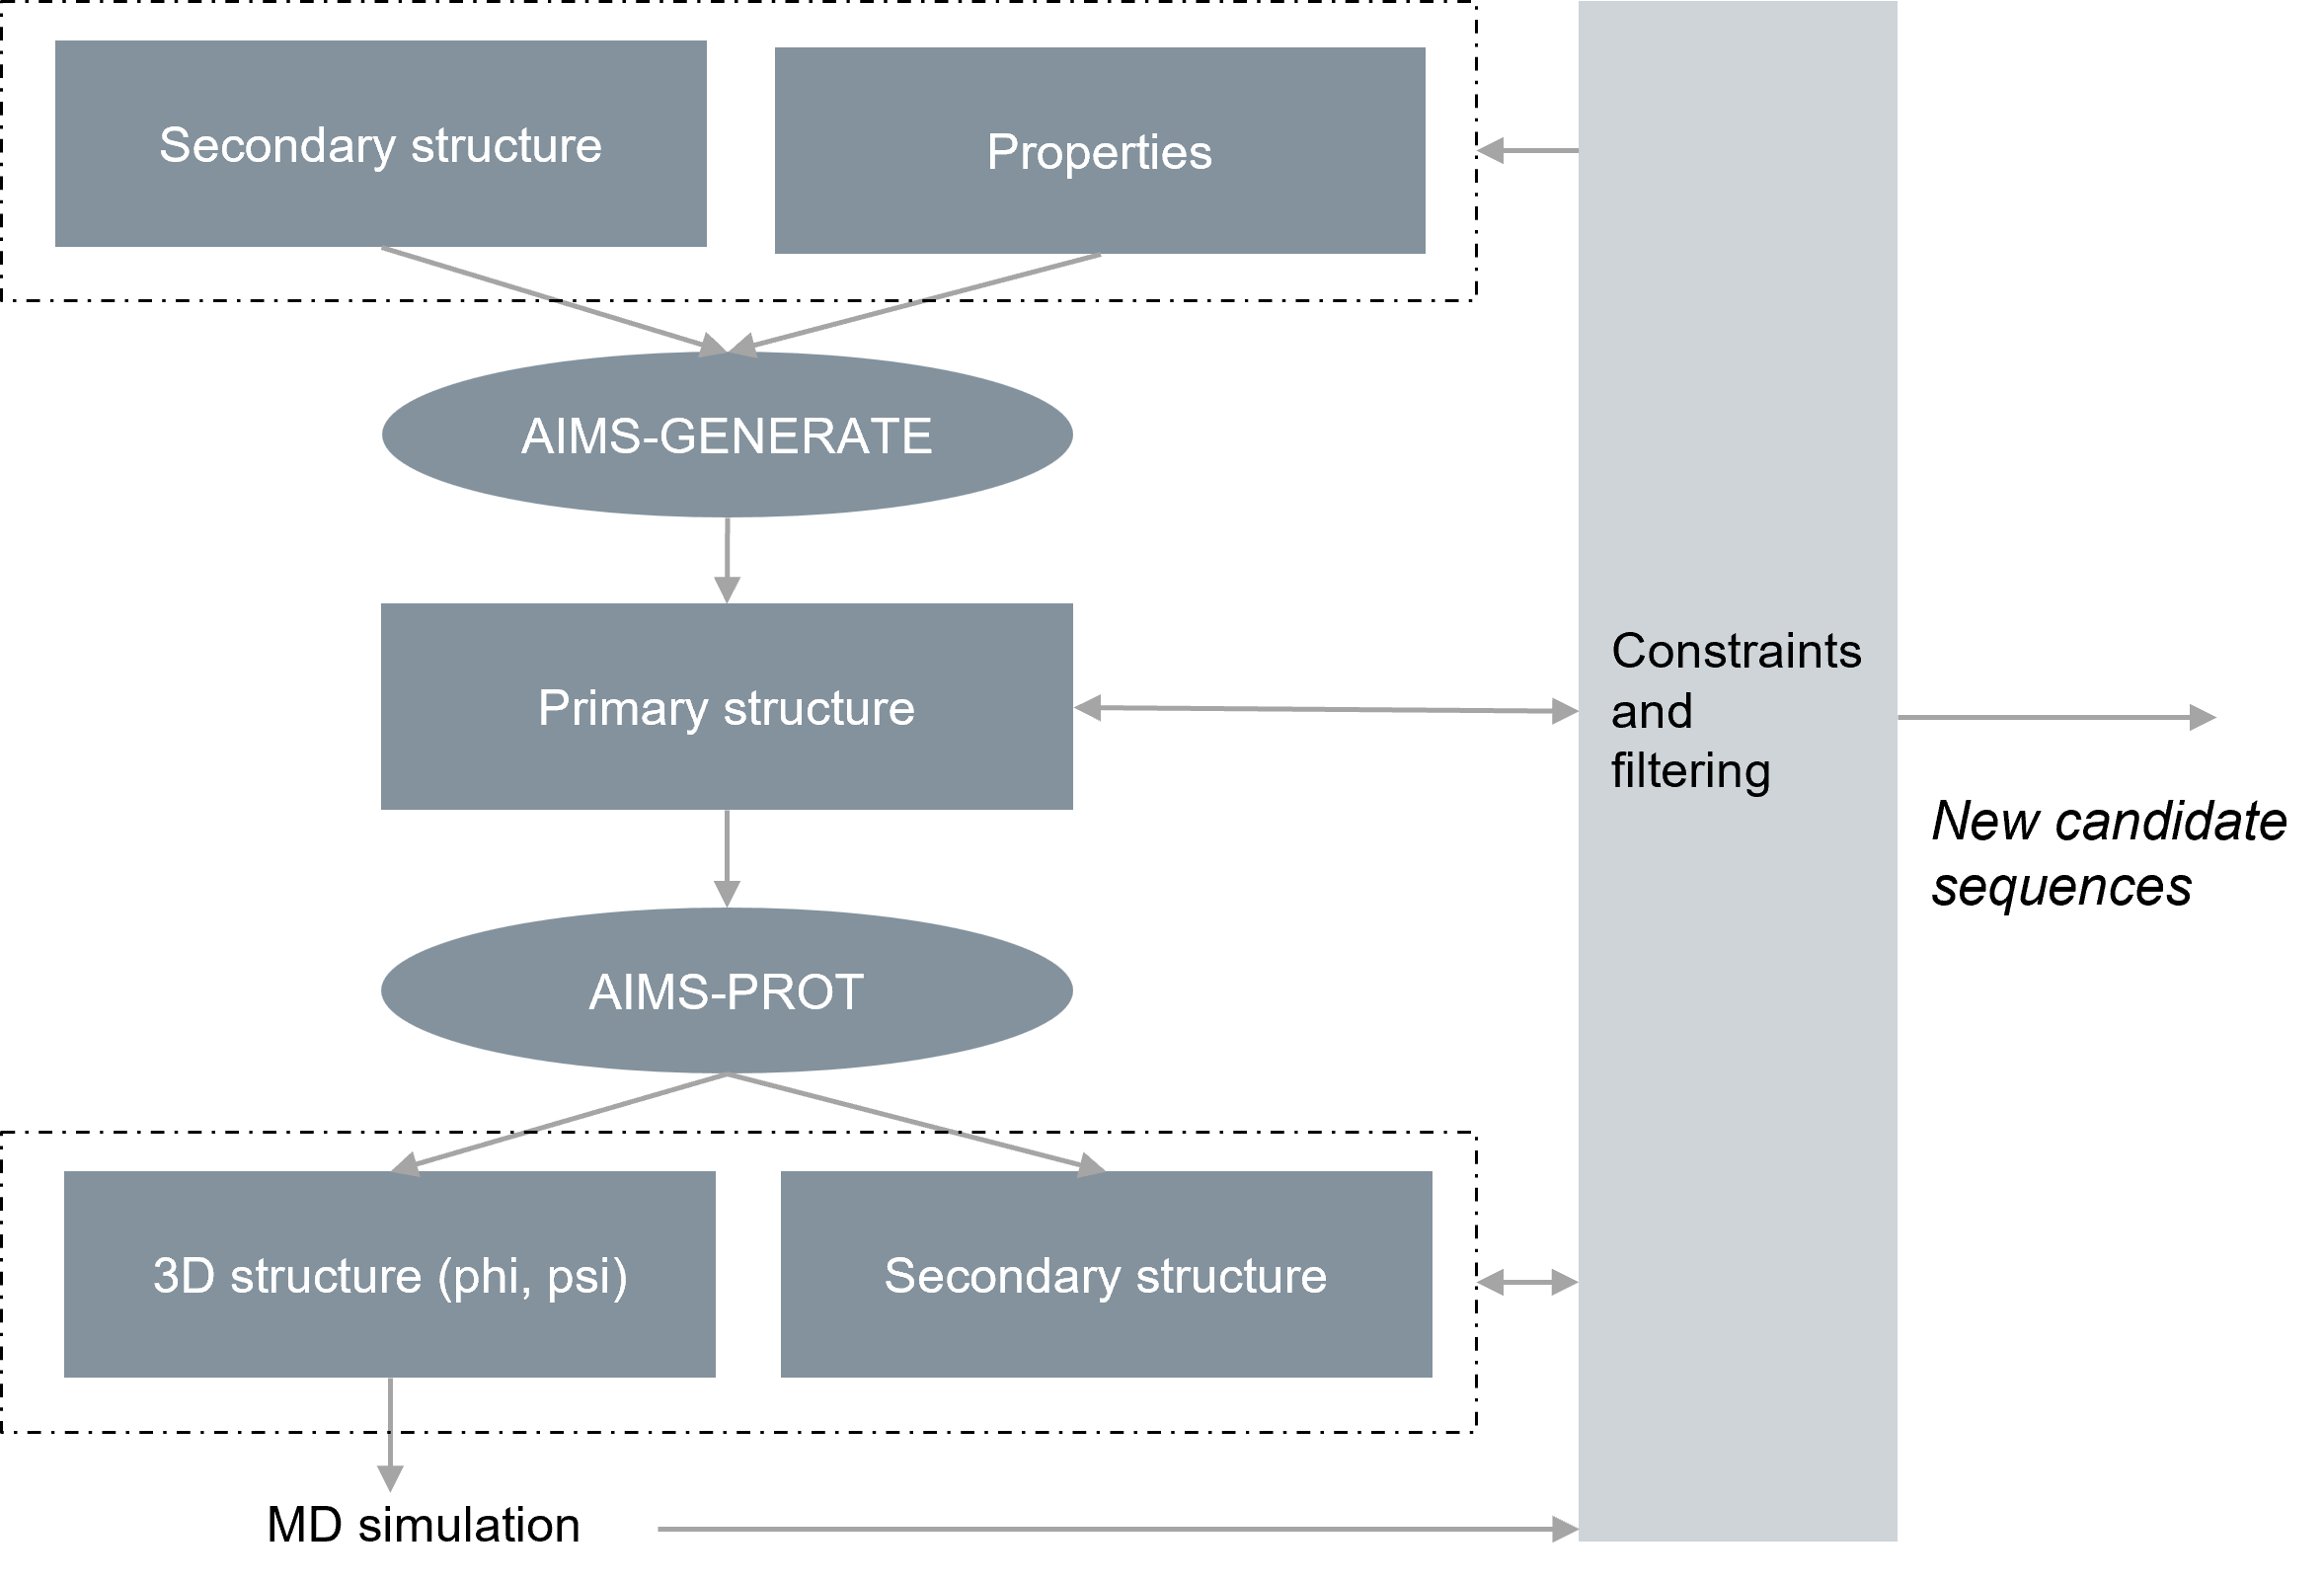 Secondary structure
Properties
AIMS-GENERATE
Primary structure
Constraints
and
filtering
New candidate
sequences
AIMS-PROT
3D structure (phi, psi)
Secondary structure
MD simulation